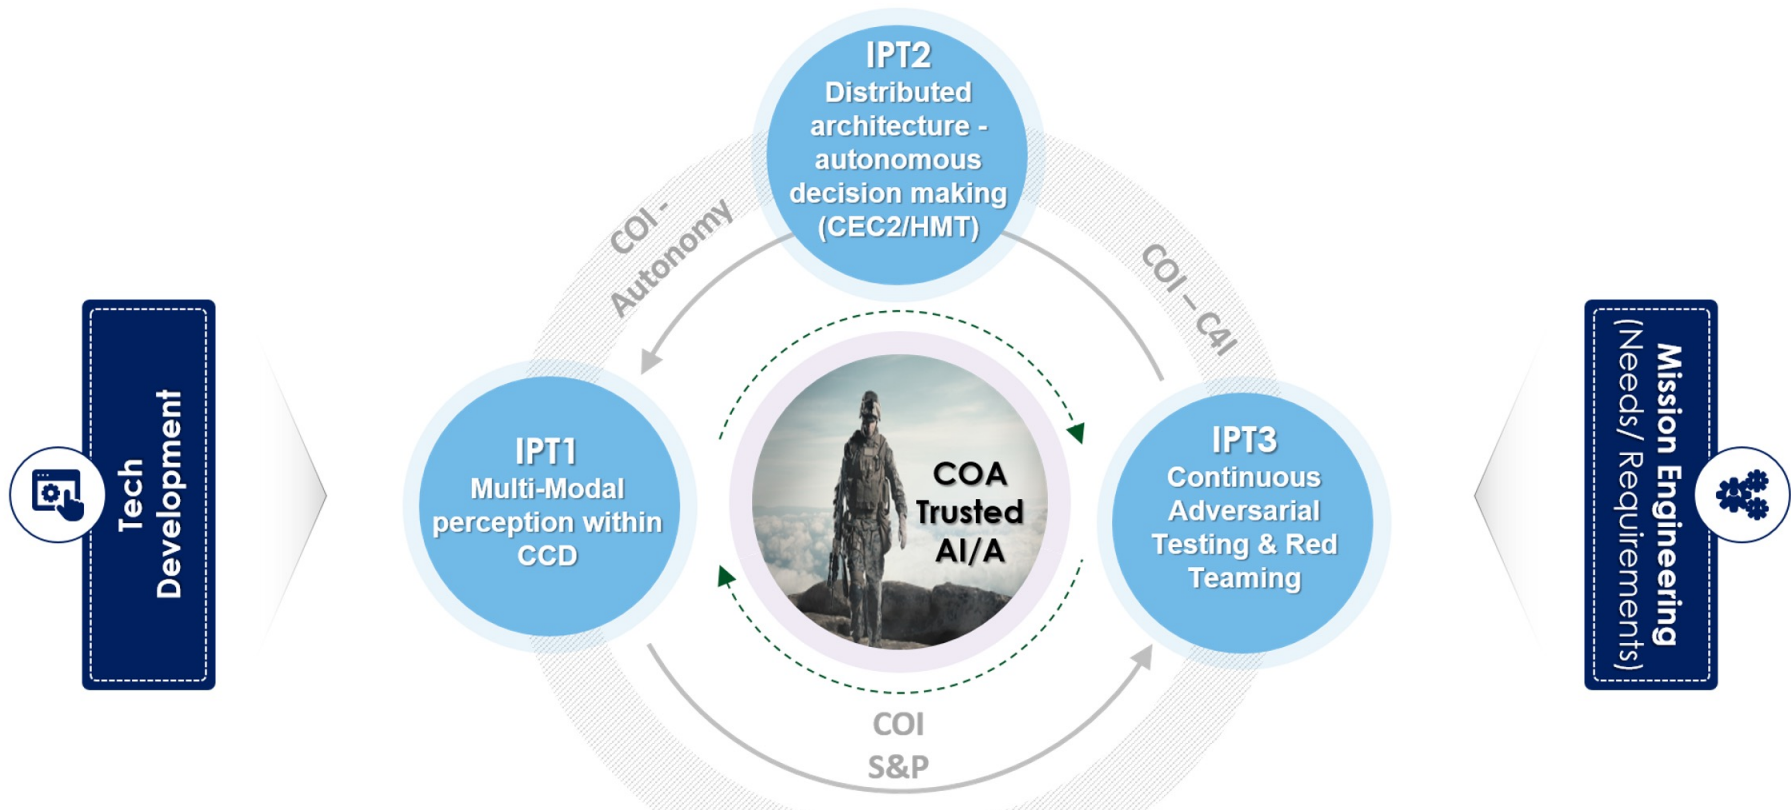 IPT2
Distributed
architecture -
autonomous
decision making
(CEC2/HMT)
COI -
Autonomy
COI – C4I
Tech
Development
IPT1
Multi-Modal
perception within
CCD
COA
Trusted
AI/A
IPT3
Continuous
Adversarial
Testing & Red
Teaming
Mission Engineering
(Needs/ Requirements)
COI
S&P